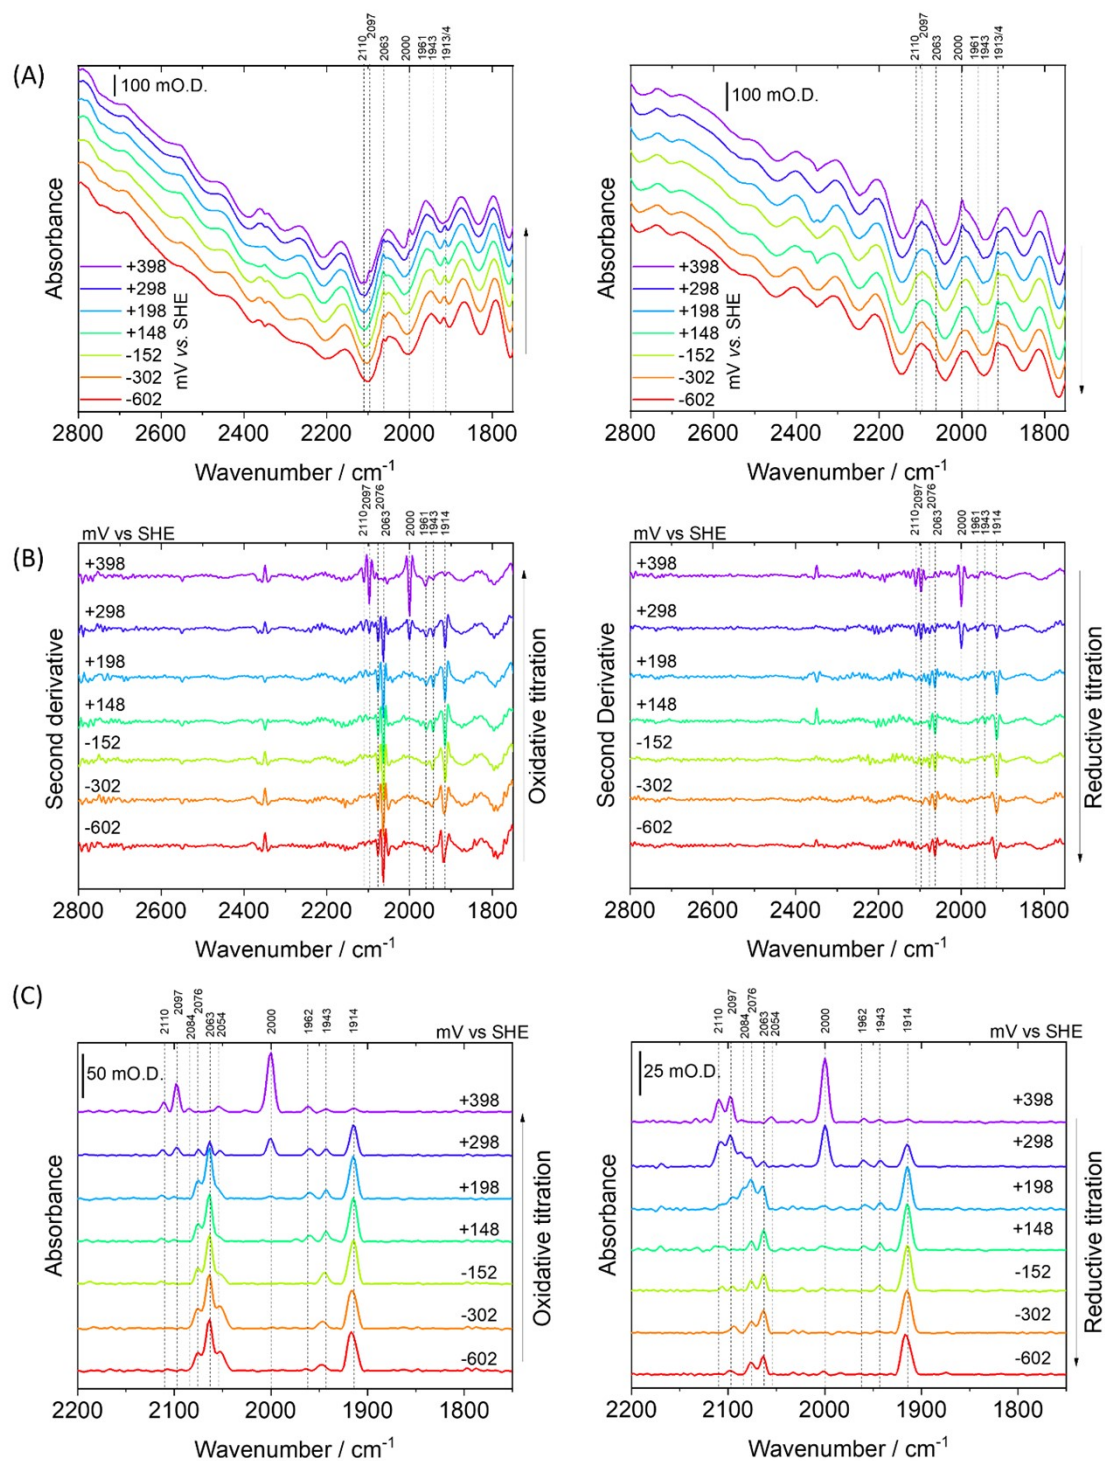 (A)
2110
2097
2063
2000
1961
1943
1913/4
100 mO.D.
Absorbance
+398
+298
+198
+148
-152
-302
-602
mV vs. SHE
2800 2600 2400 2200 2000 1800
Wavenumber / cm-1
2110
2097
2063
2000
1961
1943
1913/4
100 mO.D.
Absorbance
+398
+298
+198
+148
-152
-302
-602
mV vs. SHE
2800 2600 2400 2200 2000 1800
Wavenumber / cm-1
(B)
mV vs SHE
2110
2097
2076
2063
2000
1961
1943
1914
+398
+298
+198
+148
-152
-302
-602
Second derivative
Oxidative titration
2800 2600 2400 2200 2000 1800
Wavenumber / cm-1
mV vs SHE
2110
2097
2076
2063
2000
1961
1943
1914
+398
+298
+198
+148
-152
-302
-602
Second Derivative
Reductive titration
2800 2600 2400 2200 2000 1800
Wavenumber / cm-1
(C)
2110
2097
2084
2076
2063
2054
2000
1962
1943
1914
mV vs SHE
50 mO.D.
+398
+298
+198
+148
-152
-302
-602
Absorbance
Oxidative titration
2200 2100 2000 1900 1800
Wavenumber / cm-1
2110
2097
2084
2076
2063
2054
2000
1962
1943
1914
mV vs SHE
25 mO.D.
+398
+298
+198
+148
-152
-302
-602
Absorbance
Reductive titration
2200 2100 2000 1900 1800
Wavenumber / cm-1